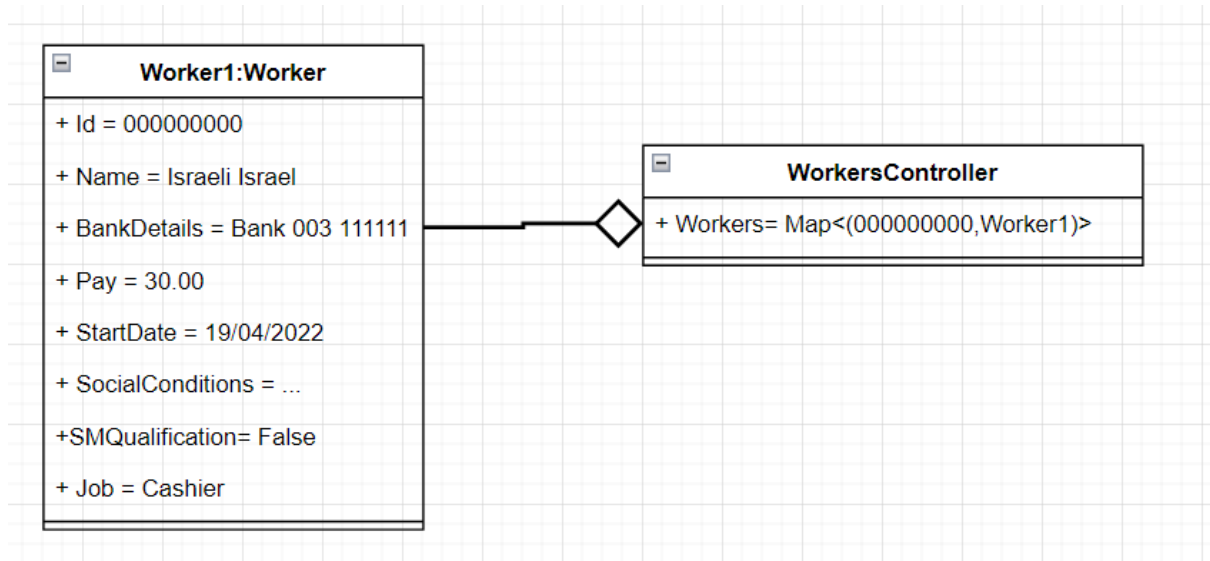 Worker1:Worker
+ Id = 000000000
+ Name = Israeli Israel
+ BankDetails = Bank 003 111111
+ Pay = 30.00
+ StartDate = 19/04/2022
+ SocialConditions = ...
+SMQualification= False
+ Job = Cashier
WorkersController
+ Workers= Map<(000000000,Worker1)>